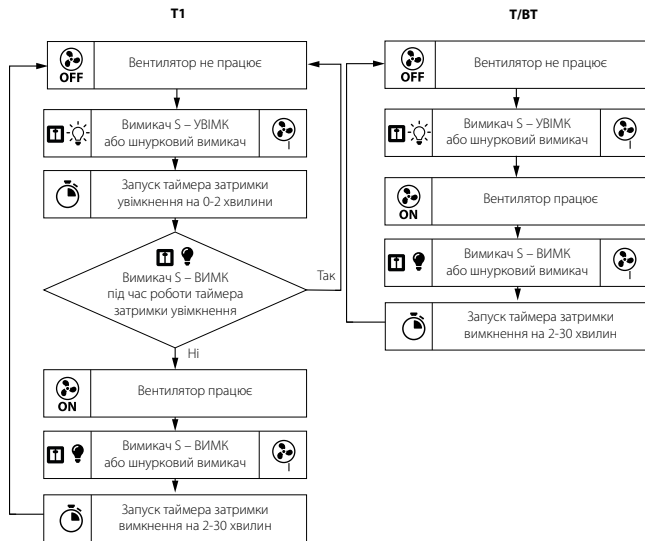 T1
OFF
Вентилятор не працює
Вимикач S – УВІМК
або шнурковий вимикач
Запуск таймера затримки
увімкнення на 0-2 хвилини
Вимикач S – ВИМК
під час роботи таймера
затримки увімкнення
Так
Ні
ON
Вентилятор працює
Вимикач S – ВИМК
або шнурковий вимикач
Запуск таймера затримки
вимкнення на 2-30 хвилин
T/BT
OFF
Вентилятор не працює
Вимикач S – УВІМК
або шнурковий вимикач
ON
Вентилятор працює
Вимикач S – ВИМК
або шнурковий вимикач
Запуск таймера затримки
вимкнення на 2-30 хвилин